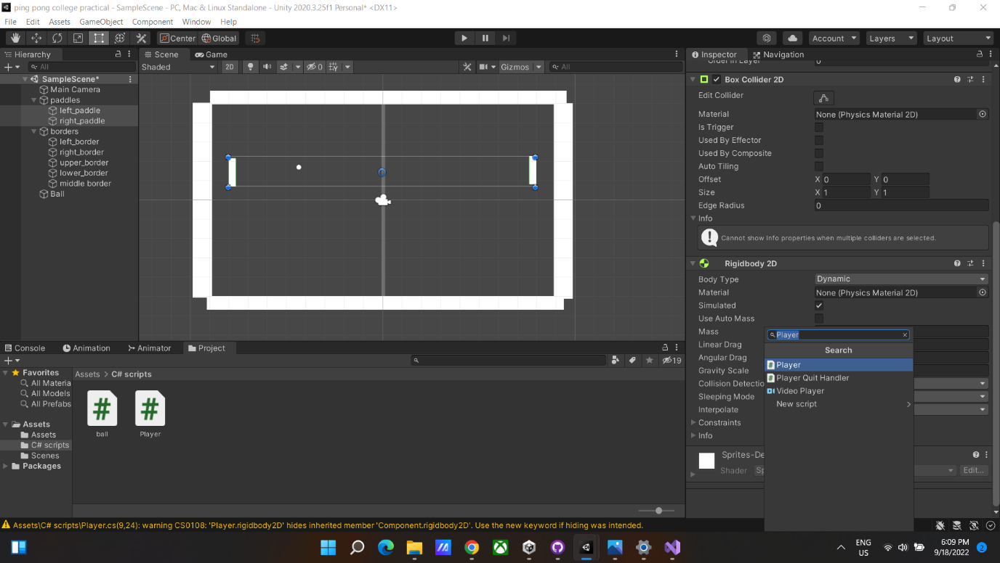 ping pong college practical - SampleScene - PC, Mac & Linux Standalone - Unity 2020.3.25f1 Personal* <DX11>
File Edit Assets GameObject Component Window Help
Center Global Account Layers Layout
Hierarchy Scene Game Inspector Navigation
All Shaded 2D 0 Gizmos All Order in Layer 0
SampleScene*
Main Camera
paddles
left_paddle
right_paddle
borders
left_border
right_border
upper_border
lower_border
middle border
Ball
Box Collider 2D
Edit Collider
Material None (Physics Material 2D)
Is Trigger
Used By Effector
Used By Composite
Auto Tiling
Offset X 0 Y 0
Size X 1 Y 1
Edge Radius 0
Info
Cannot show Info properties when multiple colliders are selected.
Rigidbody 2D
Body Type Dynamic
Material None (Physics Material 2D)
Simulated
Use Auto Mass
Mass
Linear Drag
Angular Drag
Gravity Scale
Collision Detectio
Sleeping Mode
Interpolate
Constraints
Info
Sprites-De
Shader Sp Edit...
Player
Search
Player
Player Quit Handler
Video Player
New script
Console Animation Animator Project
19
Favorites
All Materia
All Models
All Prefabs
Assets
Assets
C# scripts
Scenes
Packages
Assets > C# scripts
ball Player
Assets\C# scripts\Player.cs(9,24): warning CS0108: 'Player.rigidbody2D' hides inherited member 'Component.rigidbody2D'. Use the new keyword if hiding was intended.
ENG
US
6:09 PM
9/18/2022
2